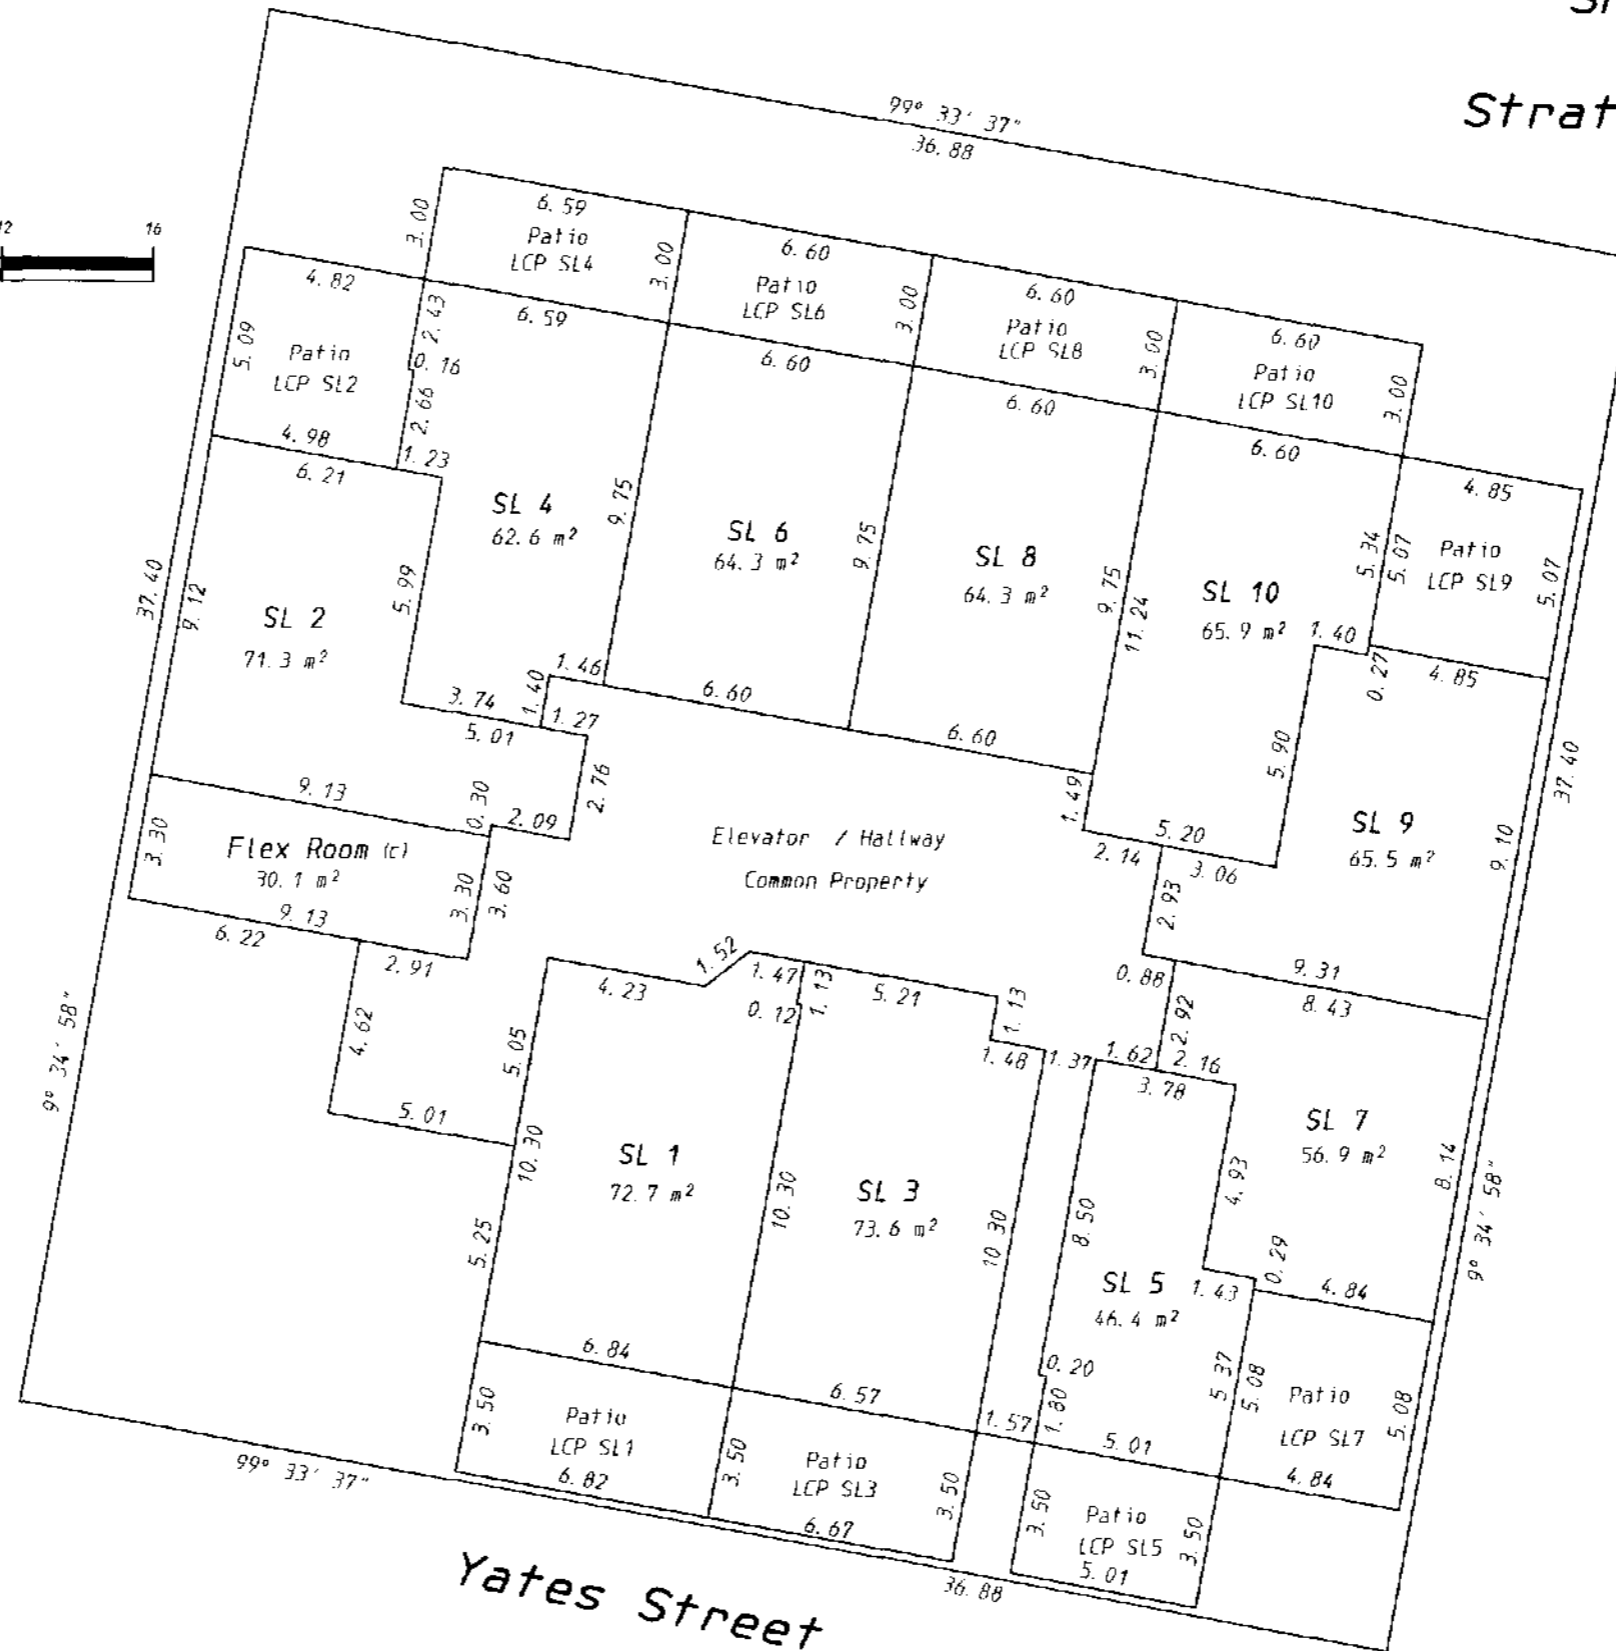 Strat
12
16
99° 33' 37"
36.88
3.00
6.59
Patio
LCP SL4
3.00
6.60
Patio
LCP SL6
3.00
6.60
Patio
LCP SL8
3.00
6.60
Patio
LCP SL10
3.00
4.82
5.09
Patio
LCP SL2
2.43
0.16
2.66
4.98
1.23
6.21
6.59
6.60
6.60
6.60
4.85
SL 4
62.6 m²
9.75
SL 6
64.3 m²
9.75
SL 8
64.3 m²
9.75
11.24
SL 10
65.9 m²
5.34
5.07
Patio
LCP SL9
5.07
1.40
0.27
4.85
37.40
9.12
SL 2
71.3 m²
5.99
3.74
5.01
1.40
1.46
1.27
2.76
6.60
6.60
1.49
5.90
5.20
2.14
3.06
2.93
SL 9
65.5 m²
9.10
37.40
9.13
0.30
2.09
3.30
Flex Room (c)
30.1 m²
3.30
3.60
9.13
6.22
2.91
Elevator / Hallway
Common Property
4.62
5.01
4.23
1.52
1.47
0.12
1.13
5.21
1.13
1.48
1.37
1.62
2.16
3.78
0.88
2.92
9.31
8.43
9° 34' 58"
5.05
10.30
5.25
SL 1
72.7 m²
10.30
SL 3
73.6 m²
10.30
8.50
SL 5
46.4 m²
4.93
1.43
0.29
4.84
SL 7
56.9 m²
8.14
9° 34' 58"
0.20
1.80
5.37
5.08
Patio
LCP SL7
5.08
4.84
6.84
3.50
Patio
LCP SL1
6.82
3.50
6.57
Patio
LCP SL3
6.67
3.50
1.57
5.01
3.50
Patio
LCP SL5
5.01
3.50
99° 33' 37"
36.88
Yates Street